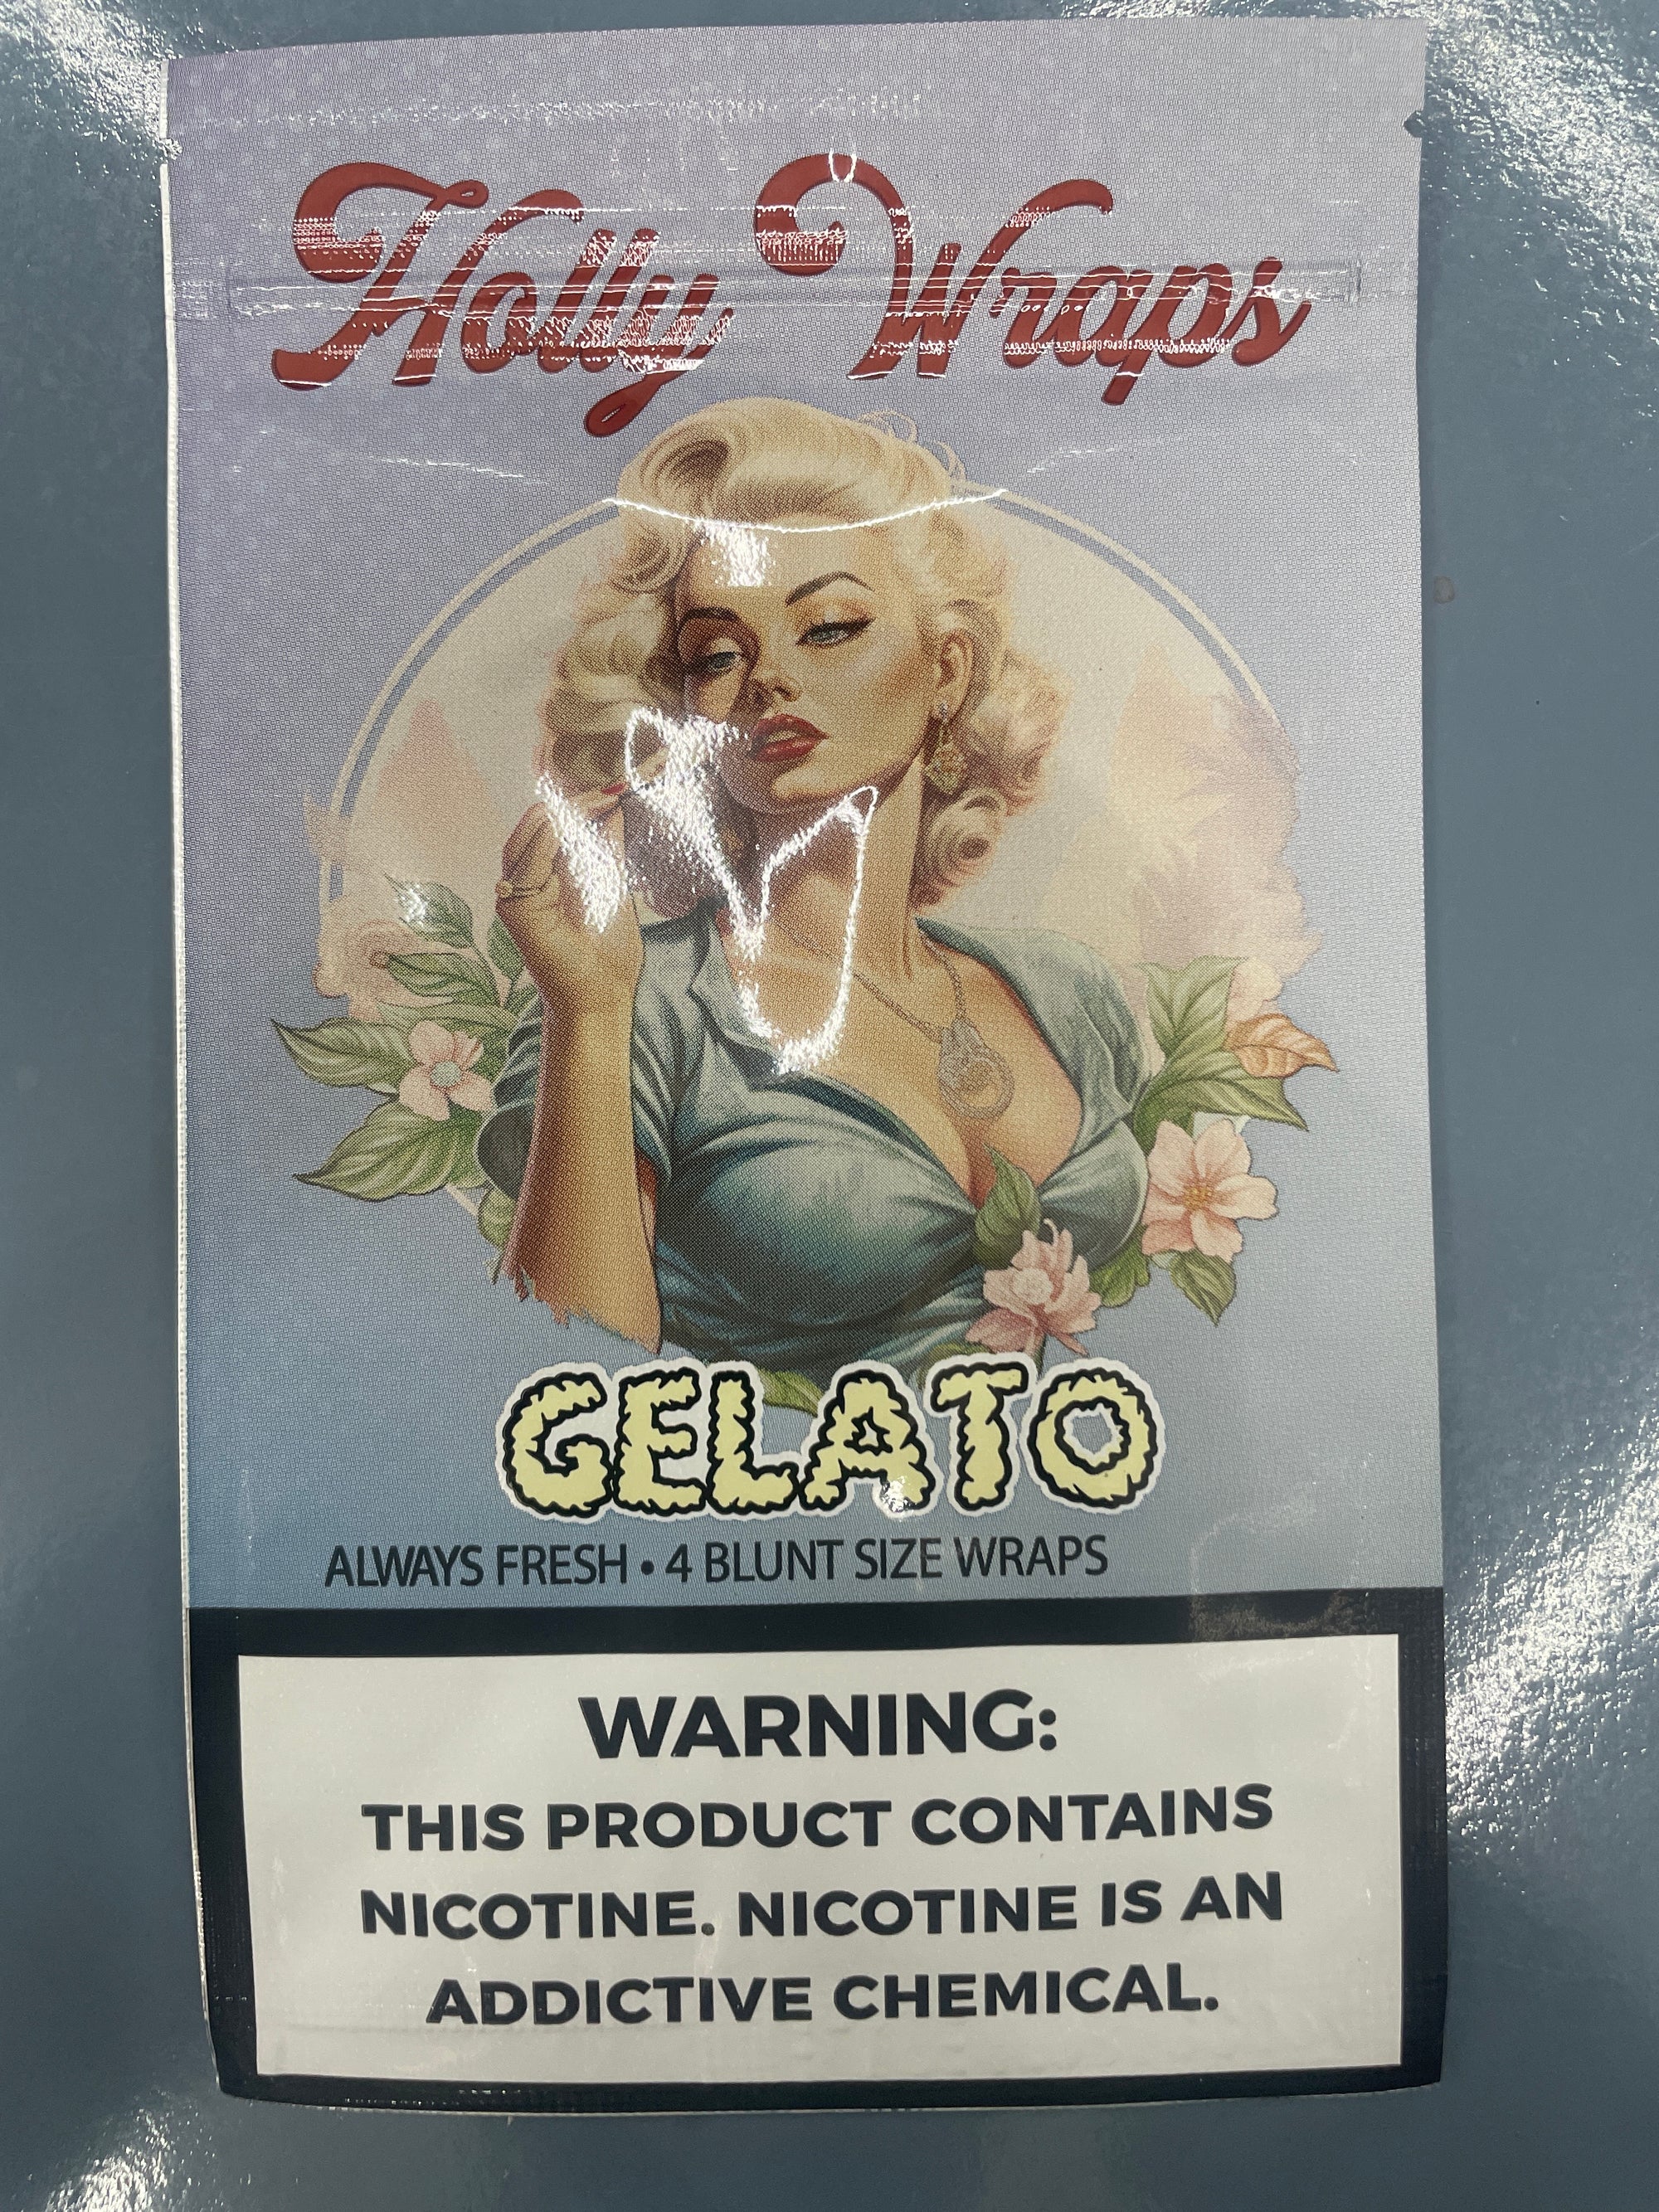 Holly Wraps
GELATO
ALWAYS FRESH • 4 BLUNT SIZE WRAPS
WARNING:
THIS PRODUCT CONTAINS
NICOTINE. NICOTINE IS AN
ADDICTIVE CHEMICAL.